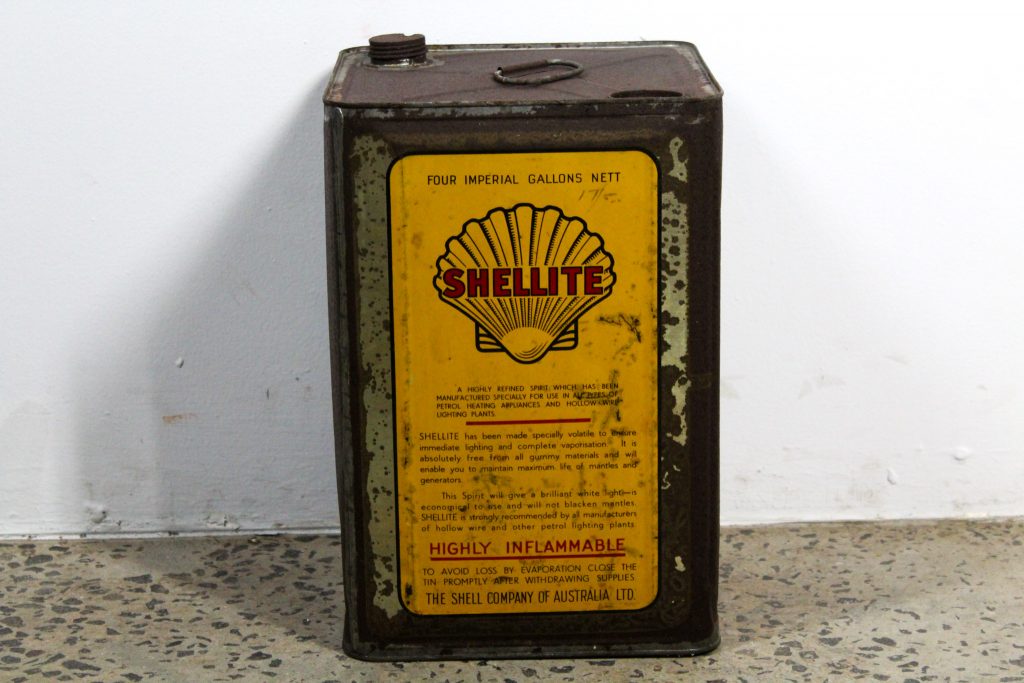 FOUR IMPERIAL GALLONS NETT
SHELLITE
A HIGHLY REFINED SPIRIT WHICH HAS BEEN
MANUFACTURED SPECIALLY FOR USE IN ALL TYPES OF
PETROL HEATING APPLIANCES AND HOLLOW-WIRE
LIGHTING PLANTS.
SHELLITE has been made specially volatile to ensure
immediate lighting and complete vaporisation. It is
absolutely free from all gummy materials and will
enable you to maintain maximum life of mantles and
generators.
This Spirit will give a brilliant white light—is
economical to use and will not blacken mantles.
SHELLITE is strongly recommended by all manufacturers
of hollow wire and other petrol lighting plants.
HIGHLY INFLAMMABLE
TO AVOID LOSS BY EVAPORATION CLOSE THE
TIN PROMPTLY AFTER WITHDRAWING SUPPLIES.
THE SHELL COMPANY OF AUSTRALIA LTD.